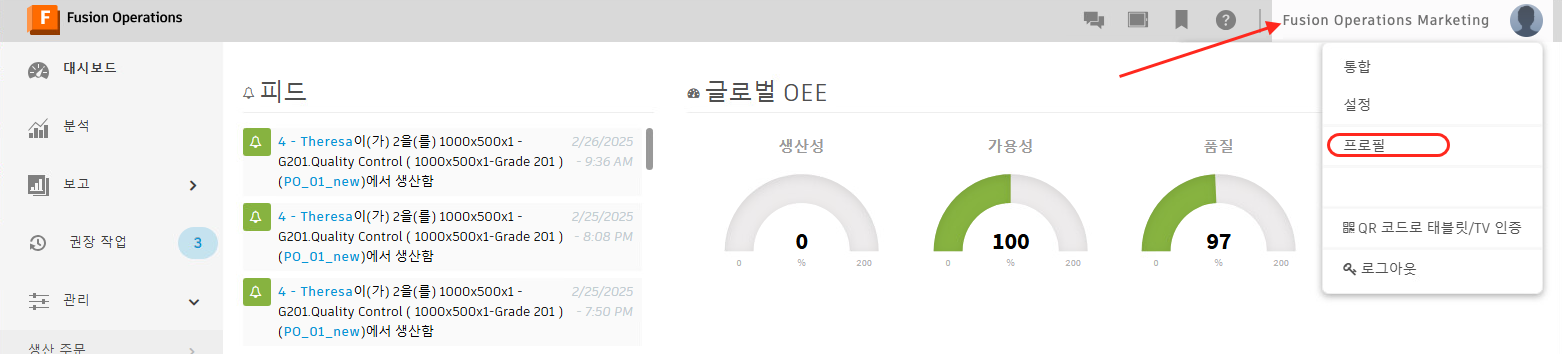 Fusion Operations
Fusion Operations Marketing
대시보드
분석
보고
권장 작업 3
관리
생산 주문
피드
4 - Theresa이(가) 2을(를) 1000x500x1 - 2/26/2025
G201.Quality Control ( 1000x500x1-Grade 201 ) - 9:36 AM
(PO_01_new)에서 생산함
4 - Theresa이(가) 2을(를) 1000x500x1 - 2/25/2025
G201.Quality Control ( 1000x500x1-Grade 201 ) - 8:08 PM
(PO_01_new)에서 생산함
4 - Theresa이(가) 2을(를) 1000x500x1 - 2/25/2025
G201.Quality Control ( 1000x500x1-Grade 201 ) - 7:50 PM
(PO_01_new)에서 생산함
글로벌 OEE
생산성 가용성 품질
0 100 97
0 % 200 0 % 200 0 % 200
통합
설정
프로필
QR 코드로 태블릿/TV 인증
로그아웃